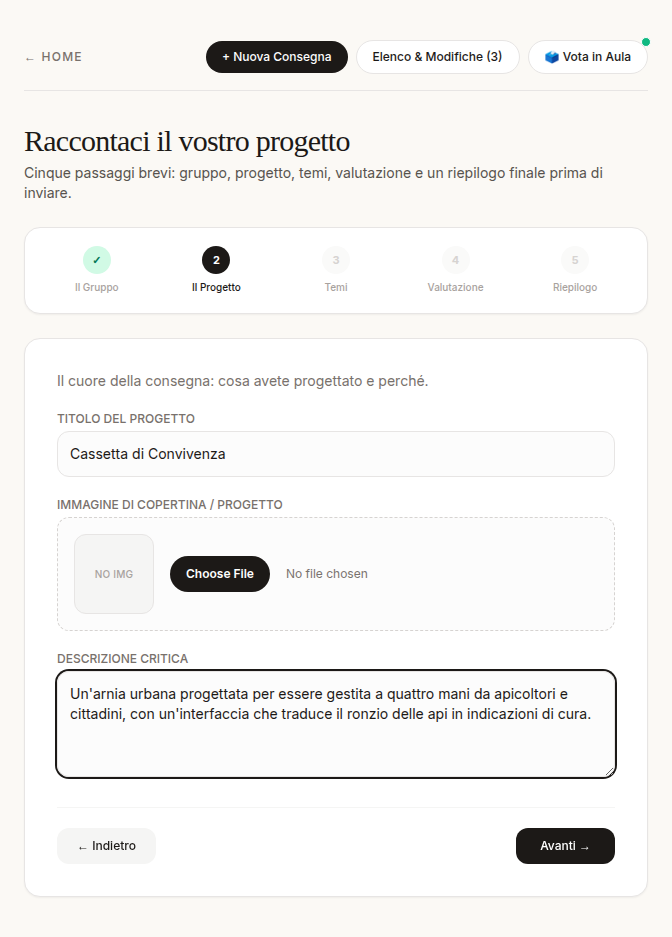 ← HOME
+ Nuova Consegna
Elenco & Modifiche (3)
Vota in Aula
Raccontaci il vostro progetto
Cinque passaggi brevi: gruppo, progetto, temi, valutazione e un riepilogo finale prima di
inviare.
✓
2
3
4
5
Il Gruppo
Il Progetto
Temi
Valutazione
Riepilogo
Il cuore della consegna: cosa avete progettato e perché.
TITOLO DEL PROGETTO
Cassetta di Convivenza
IMMAGINE DI COPERTINA / PROGETTO
NO IMG
Choose File
No file chosen
DESCRIZIONE CRITICA
Un'arnia urbana progettata per essere gestita a quattro mani da apicoltori e
cittadini, con un'interfaccia che traduce il ronzio delle api in indicazioni di cura.
← Indietro
Avanti →